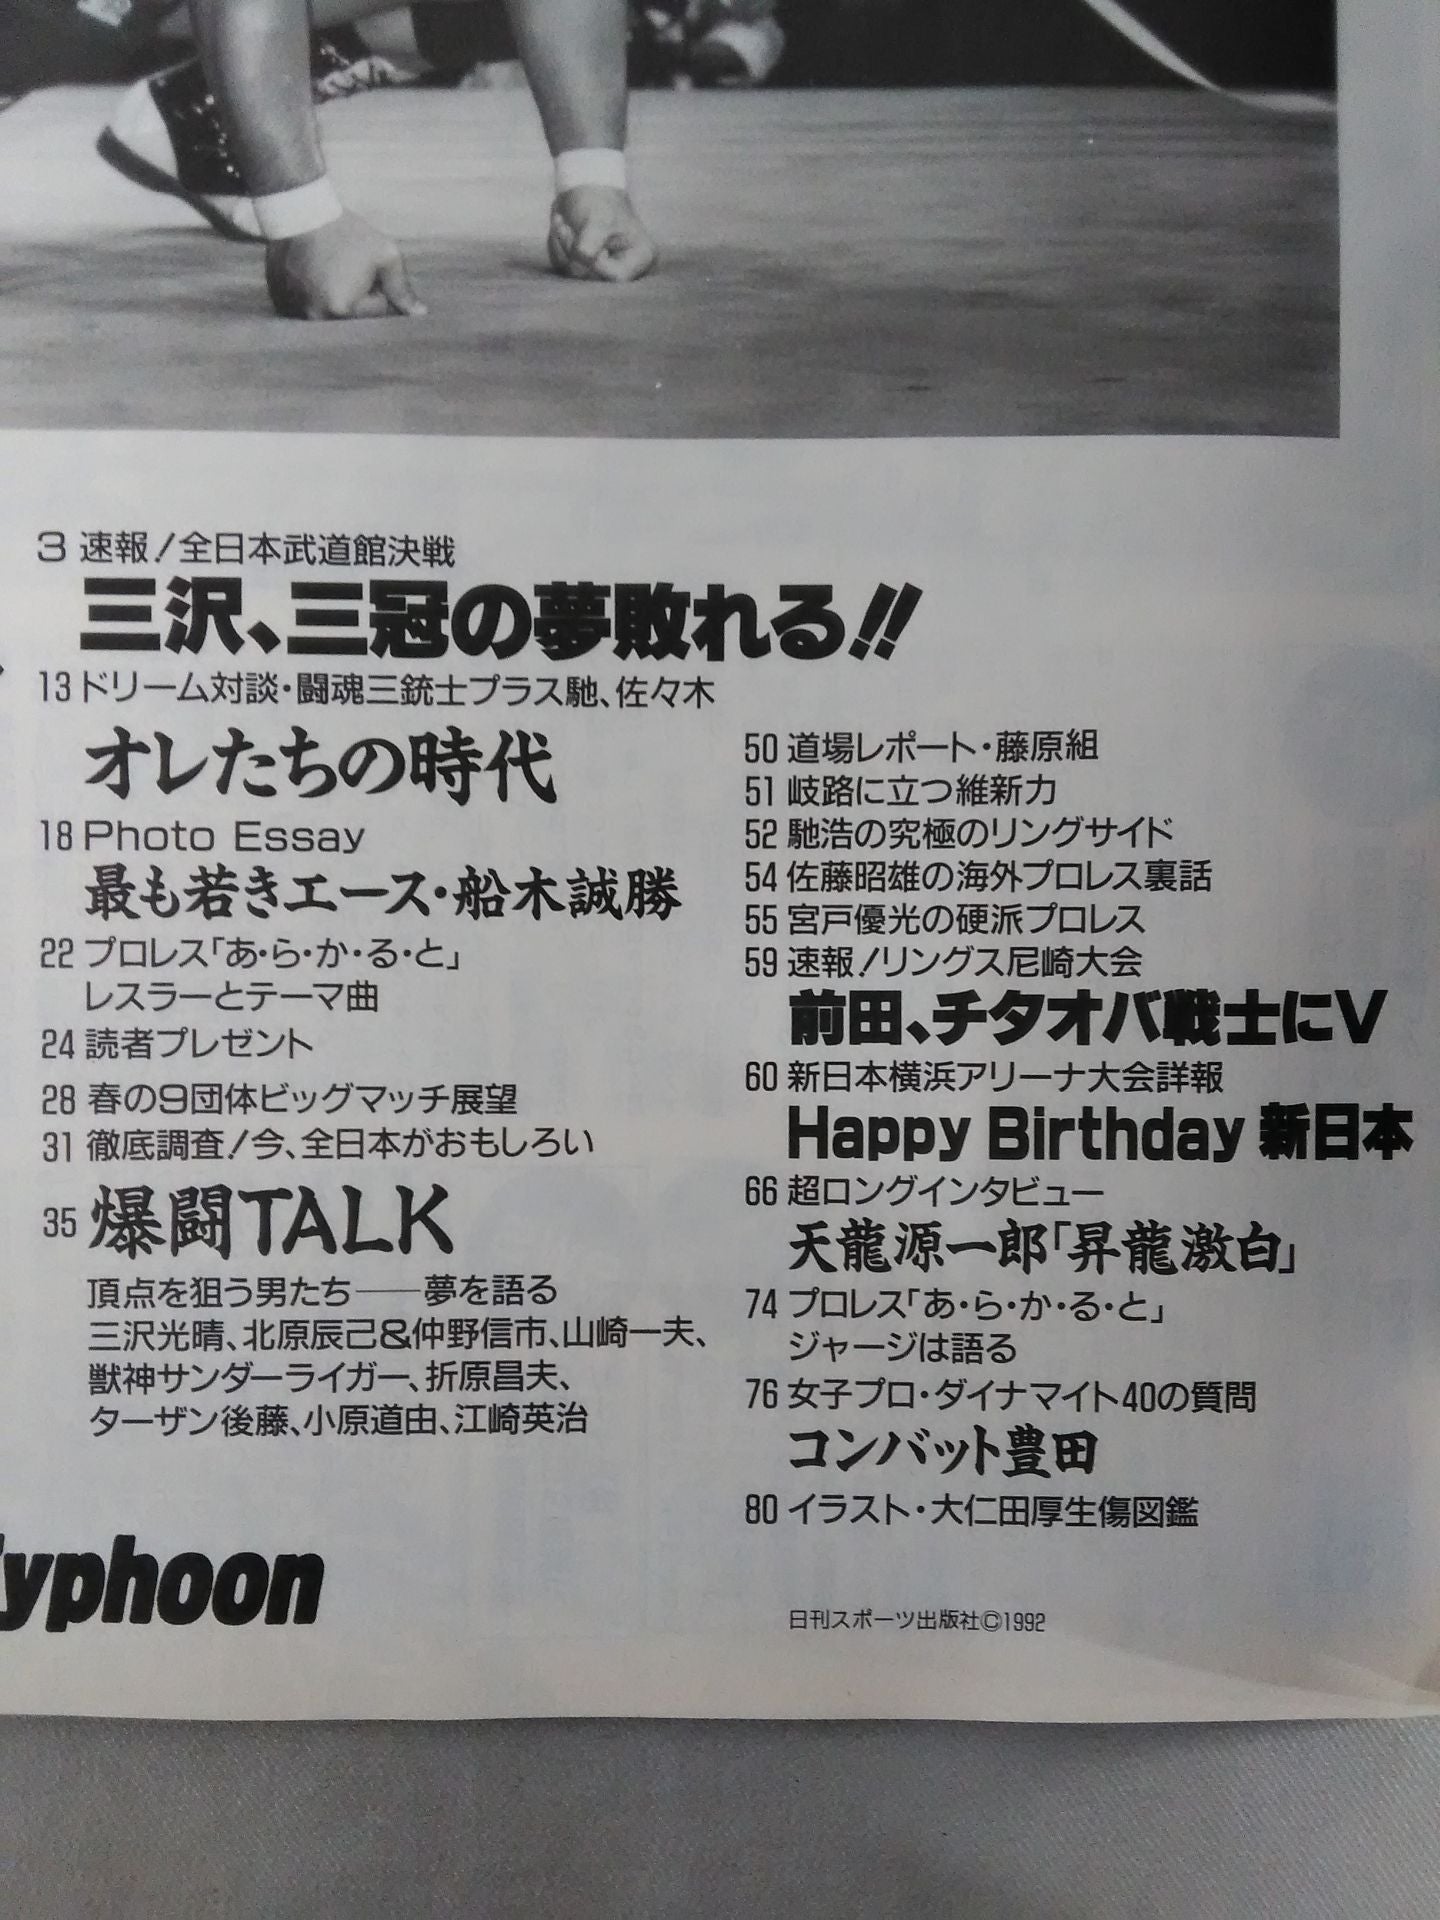 3 速報!全日本武道館決戦
三沢、三冠の夢敗れる!!
13 ドリーム対談・闘魂三銃士プラス馳、佐々木
オレたちの時代
18 Photo Essay
最も若きエース・船木誠勝
22 プロレス「あ・ら・か・る・と」
レスラーとテーマ曲
24 読者プレゼント
28 春の9団体ビッグマッチ展望
31 徹底調査!今、全日本がおもしろい
35 爆闘TALK
頂点を狙う男たち——夢を語る
三沢光晴、北原辰己&仲野信市、山崎一夫、
獣神サンダーライガー、折原昌夫、
ターザン後藤、小原道由、江崎英治
50 道場レポート・藤原組
51 岐路に立つ維新力
52 馳浩の究極のリングサイド
54 佐藤昭雄の海外プロレス裏話
55 宮戸優光の硬派プロレス
59 速報!リングス尼崎大会
前田、チタオバ戦士にV
60 新日本横浜アリーナ大会詳報
Happy Birthday 新日本
66 超ロングインタビュー
天龍源一郎「昇龍激白」
74 プロレス「あ・ら・か・る・と」
ジャージは語る
76 女子プロ・ダイナマイト40の質問
コンバット豊田
80 イラスト・大仁田厚生傷図鑑
yphoon
日刊スポーツ出版社©1992